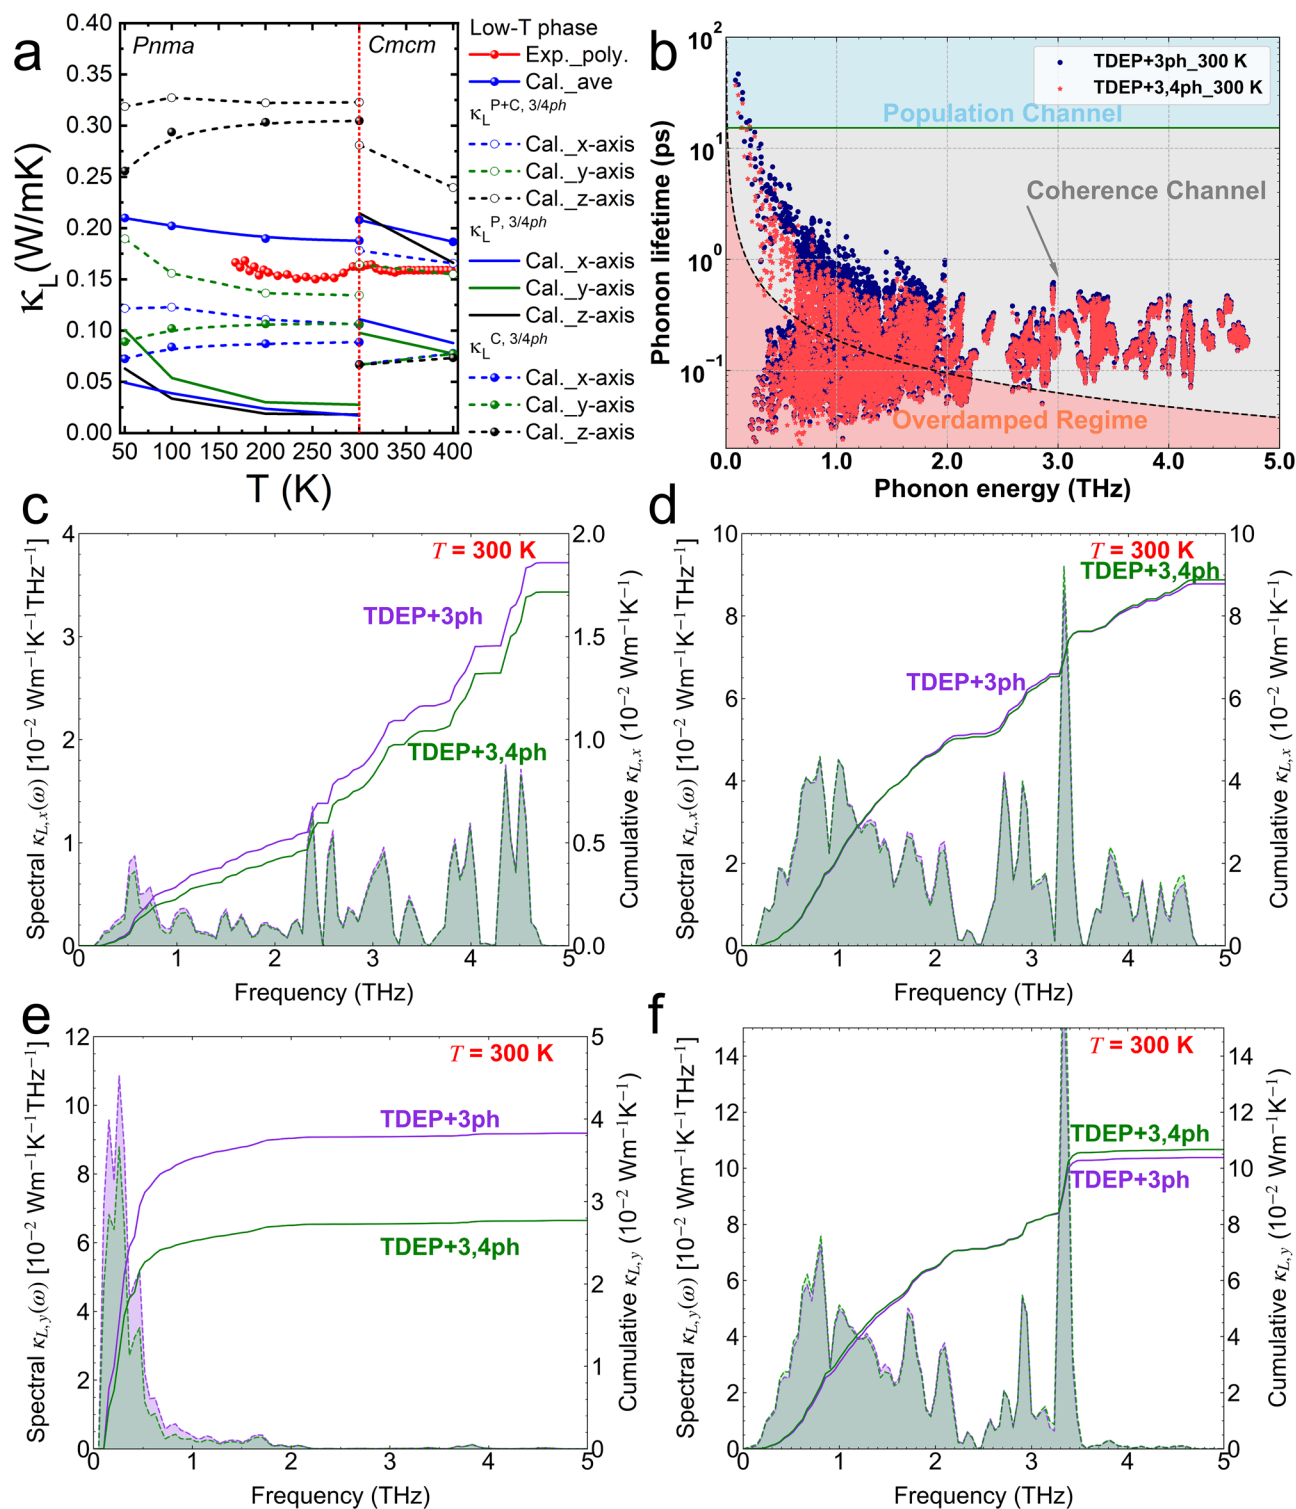 a
Pnma
Cmcm
0.40
0.35
0.30
0.25
0.20
0.15
0.10
0.05
0.00
κL(W/mK)
50 100 150 200 250 300 350 400
T (K)
Low-T phase
Exp._poly.
Cal._ave
κL P+C, 3/4ph
Cal._x-axis
Cal._y-axis
Cal._z-axis
κL P, 3/4ph
Cal._x-axis
Cal._y-axis
Cal._z-axis
κL C, 3/4ph
Cal._x-axis
Cal._y-axis
Cal._z-axis
b
TDEP+3ph_300 K
TDEP+3,4ph_300 K
Population Channel
Coherence Channel
Overdamped Regime
10²
10¹
10⁰
10⁻¹
Phonon lifetime (ps)
0.0 1.0 2.0 3.0 4.0 5.0
Phonon energy (THz)
c
T = 300 K
TDEP+3ph
TDEP+3,4ph
4
3
2
1
0
Spectral κL,x(ω) [10⁻² Wm⁻¹K⁻¹THz⁻¹]
2.0
1.5
1.0
0.5
0.0
Cumulative κL,x (10⁻² Wm⁻¹K⁻¹)
0 1 2 3 4 5
Frequency (THz)
d
T = 300 K
TDEP+3,4ph
TDEP+3ph
10
8
6
4
2
0
Spectral κL,x(ω) [10⁻² Wm⁻¹K⁻¹THz⁻¹]
10
8
6
4
2
0
Cumulative κL,x (10⁻² Wm⁻¹K⁻¹)
0 1 2 3 4 5
Frequency (THz)
e
T = 300 K
TDEP+3ph
TDEP+3,4ph
12
10
8
6
4
2
0
Spectral κL,y(ω) [10⁻² Wm⁻¹K⁻¹THz⁻¹]
5
4
3
2
1
0
Cumulative κL,y (10⁻² Wm⁻¹K⁻¹)
0 1 2 3 4 5
Frequency (THz)
f
T = 300 K
TDEP+3,4ph
TDEP+3ph
14
12
10
8
6
4
2
0
Spectral κL,y(ω) [10⁻² Wm⁻¹K⁻¹THz⁻¹]
14
12
10
8
6
4
2
0
Cumulative κL,y (10⁻² Wm⁻¹K⁻¹)
0 1 2 3 4 5
Frequency (THz)